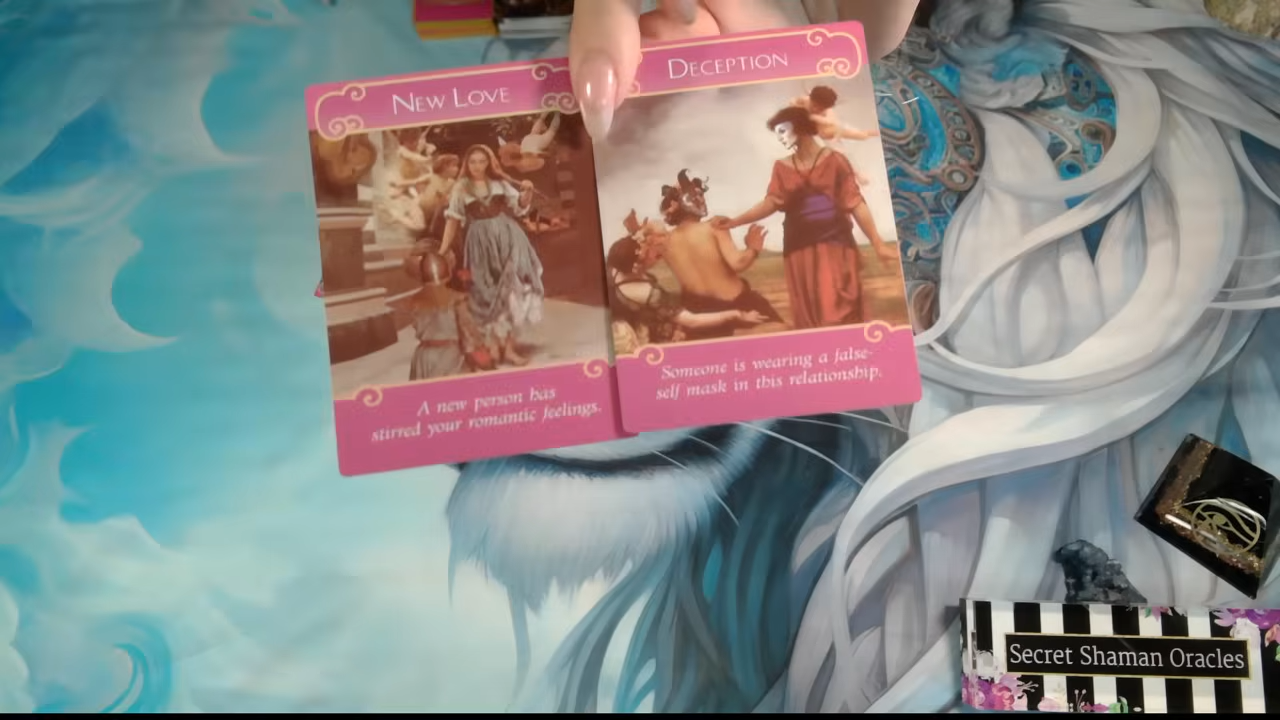 New Love
A new person has
stirred your romantic feelings.
Deception
Someone is wearing a false-
self mask in this relationship.
Secret Shaman Oracles